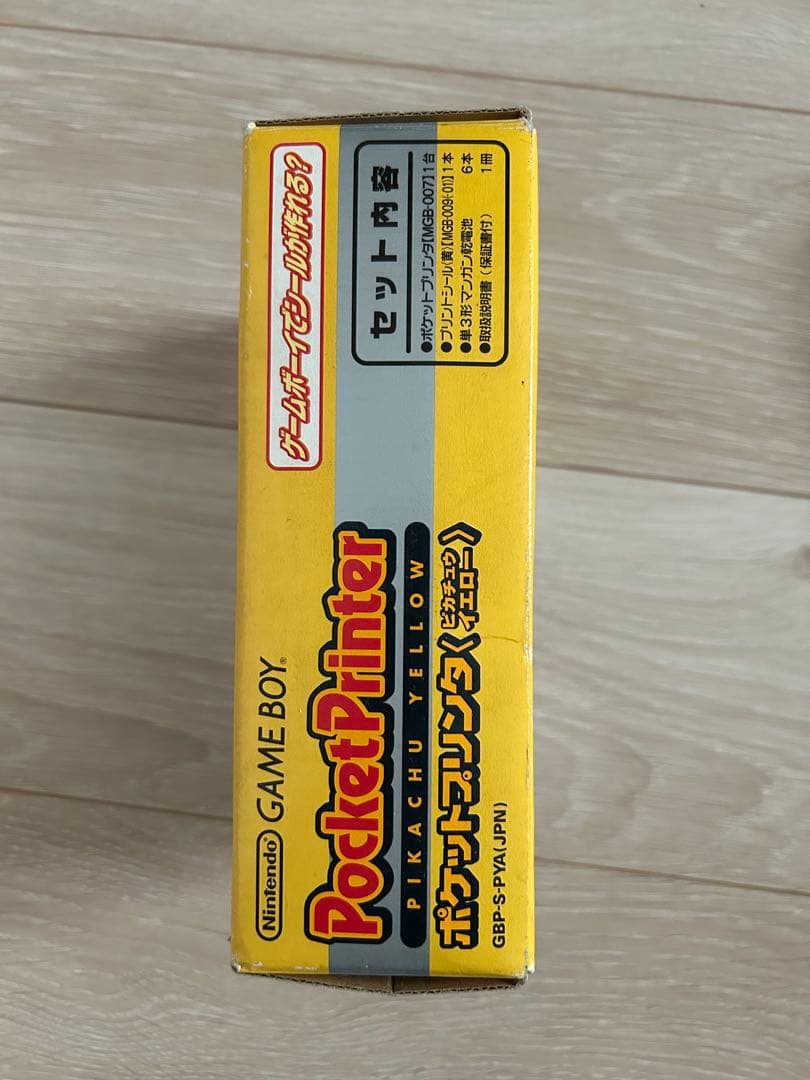 Nintendo GAME BOY®
PocketPrinter
PIKACHU YELLOW
ポケットプリンタ〈ピカチュウイエロー〉
GBP-S-PYA(JPN)
ゲームボーイでシールが作れる?
セット内容
●ポケットプリンタ[MGB-007]1台
●プリントシール(黄)[MGB-009(-01)]1本
●単3形マンガン乾電池 6本
●取扱説明書(保証書付) 1冊